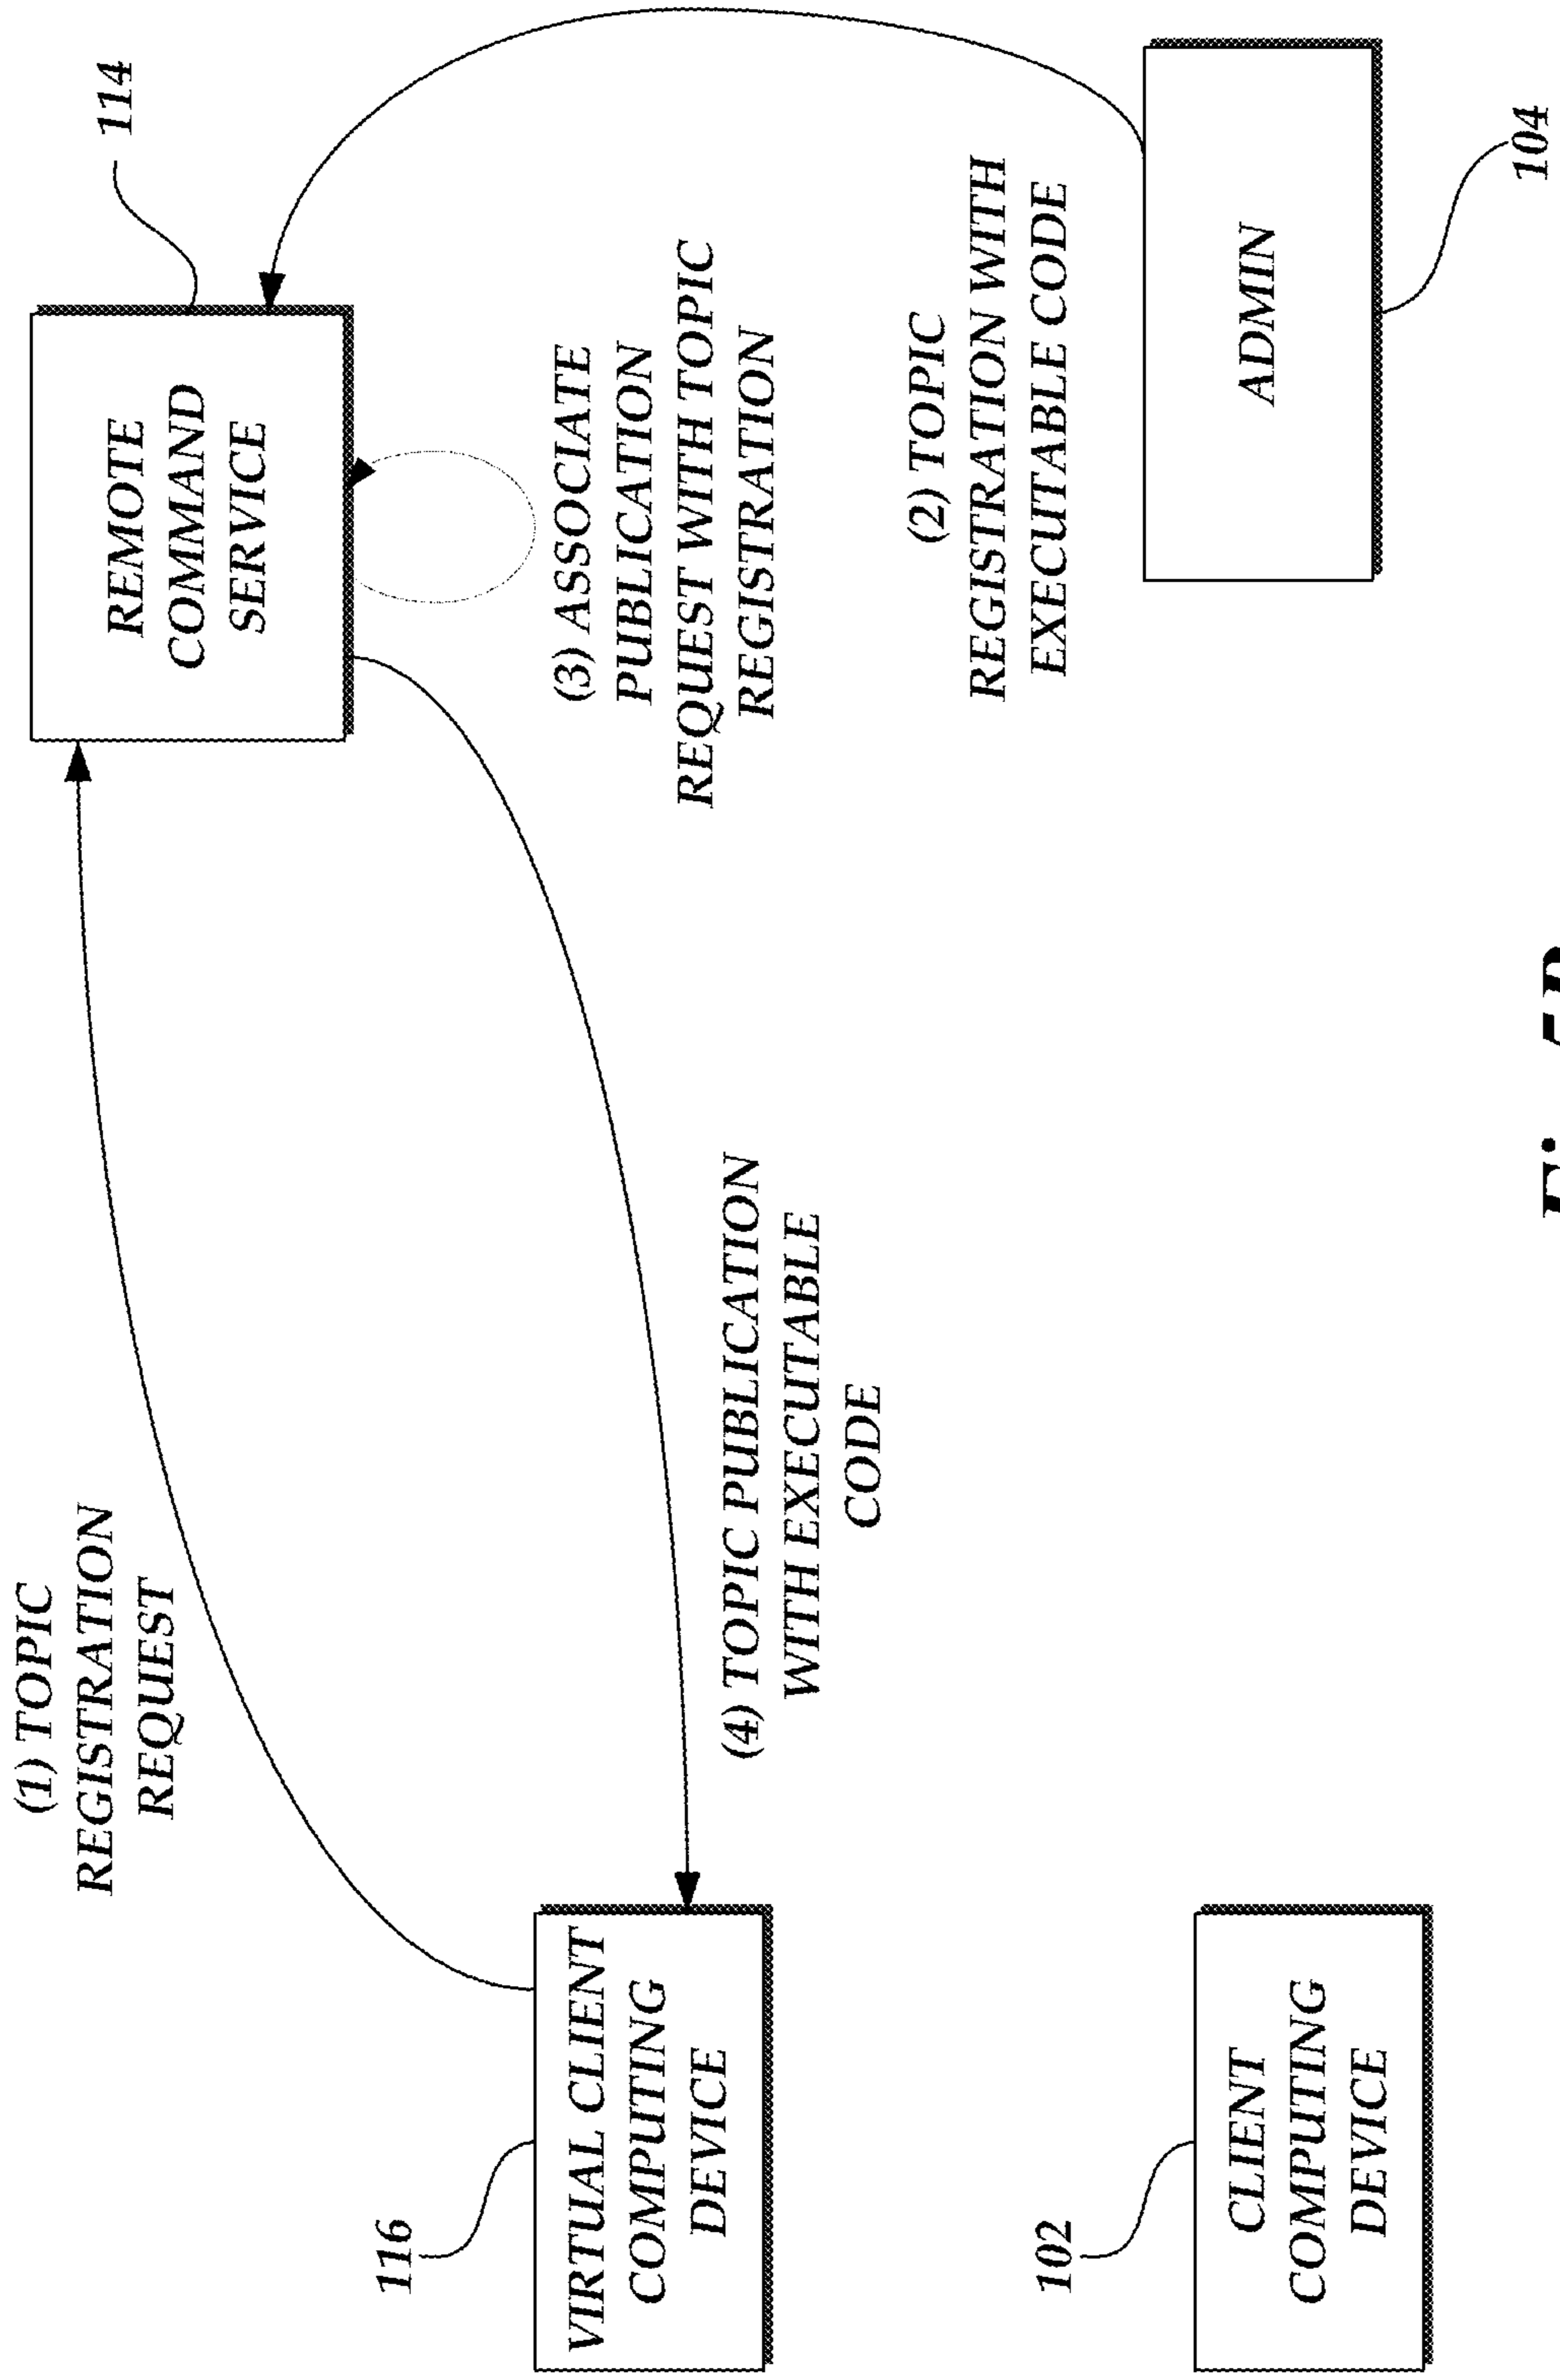 (1) TOPIC
REGISTRATION
REQUEST
114
REMOTE
COMMAND
SERVICE
(3) ASSOCIATE
PUBLICATION
REQUEST WITH TOPIC
REGISTRATION
116
VIRTUAL CLIENT
COMPUTING
DEVICE
(4) TOPIC PUBLICATION
WITH EXECUTABLE
CODE
(2) TOPIC
REGISTRATION WITH
EXECUTABLE CODE
102
CLIENT
COMPUTING
DEVICE
ADMIN
104